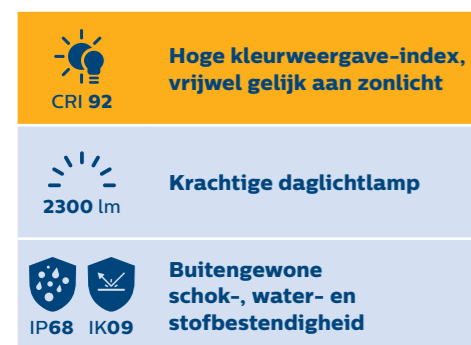 CRI 92
Hoge kleurweergave-index,
vrijwel gelijk aan zonlicht
2300 lm
Krachtige daglichtlamp
IP68 IK09
Buitengewone
schok-, water- en
stofbestendigheid